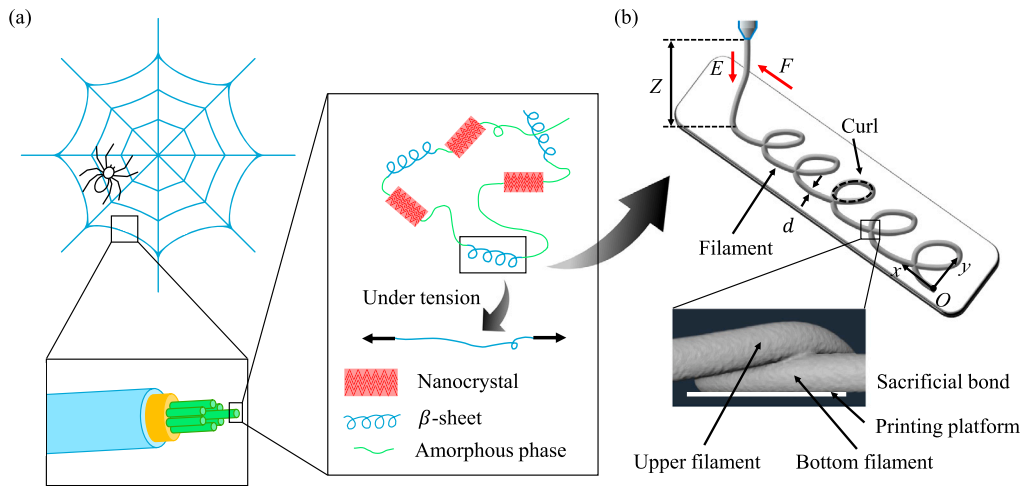 (a)
Under tension
Nanocrystal
β-sheet
Amorphous phase
(b)
Z
E
F
Curl
d
Filament
x
y
O
Sacrificial bond
Printing platform
Upper filament
Bottom filament